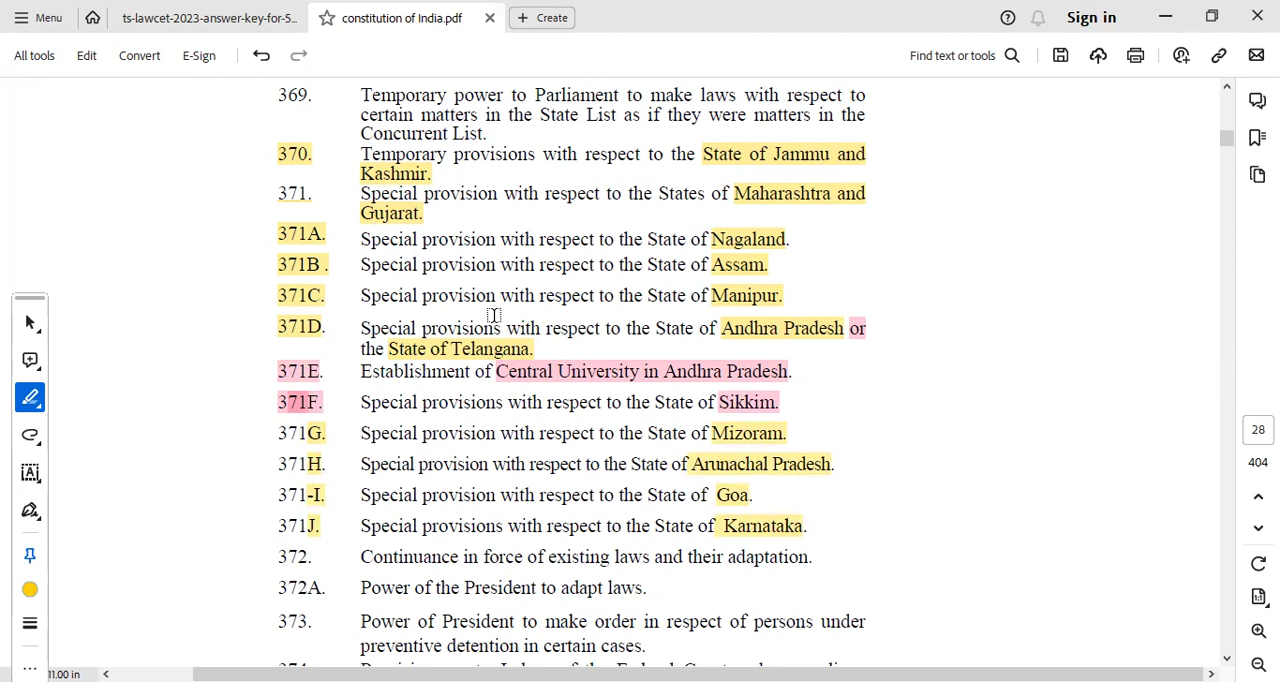 Menu ts-lawcet-2023-answer-key-for-5... constitution of India.pdf Create Sign in
All tools Edit Convert E-Sign Find text or tools
369. Temporary power to Parliament to make laws with respect to
certain matters in the State List as if they were matters in the
Concurrent List.
370. Temporary provisions with respect to the State of Jammu and
Kashmir.
371. Special provision with respect to the States of Maharashtra and
Gujarat.
371A. Special provision with respect to the State of Nagaland.
371B . Special provision with respect to the State of Assam.
371C. Special provision with respect to the State of Manipur.
371D. Special provisions with respect to the State of Andhra Pradesh or
the State of Telangana.
371E. Establishment of Central University in Andhra Pradesh.
371F. Special provisions with respect to the State of Sikkim.
371G. Special provision with respect to the State of Mizoram.
371H. Special provision with respect to the State of Arunachal Pradesh.
371-I. Special provision with respect to the State of Goa.
371J. Special provisions with respect to the State of Karnataka.
372. Continuance in force of existing laws and their adaptation.
372A. Power of the President to adapt laws.
373. Power of President to make order in respect of persons under
preventive detention in certain cases.
28
404
11.00 in